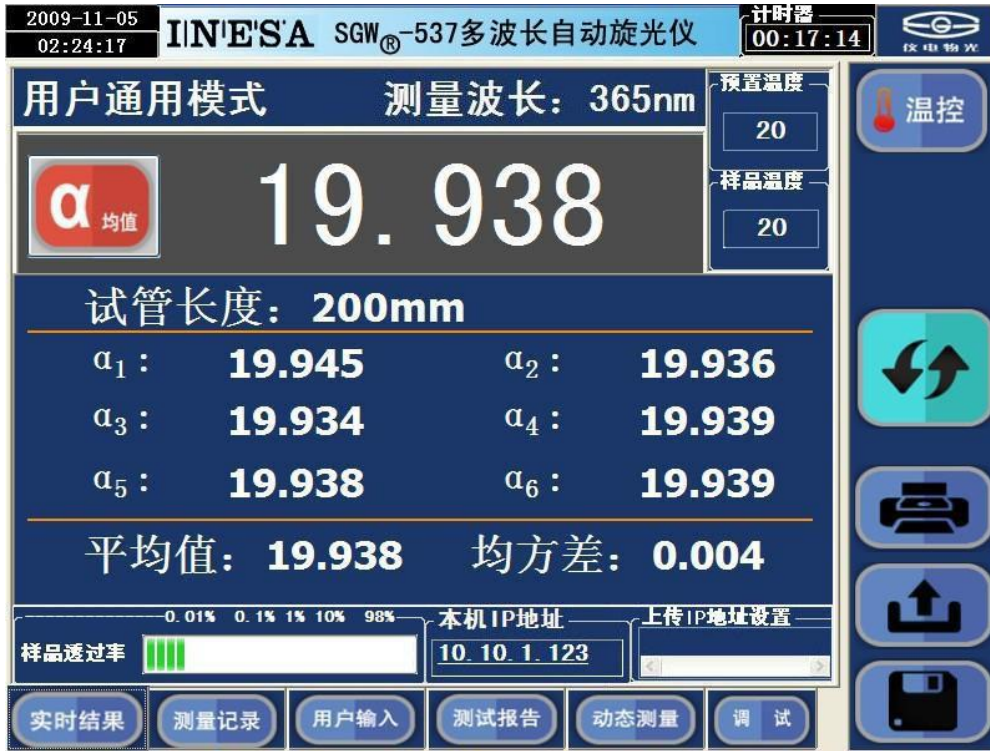 2009-11-05
02:24:17
INESA SGW®-537多波长自动旋光仪
计时器
00:17:14
仪电物光
用户通用模式 测量波长: 365nm
预置温度
20
温控
α 均值
19.938
样品温度
20
试管长度: 200mm
α1: 19.945 α2: 19.936
α3: 19.934 α4: 19.939
α5: 19.938 α6: 19.939
平均值: 19.938 均方差: 0.004
0.01% 0.1% 1% 10% 98%
样品透过率
本机IP地址
10.10.1.123
上传IP地址设置
实时结果 测量记录 用户输入 测试报告 动态测量 调 试